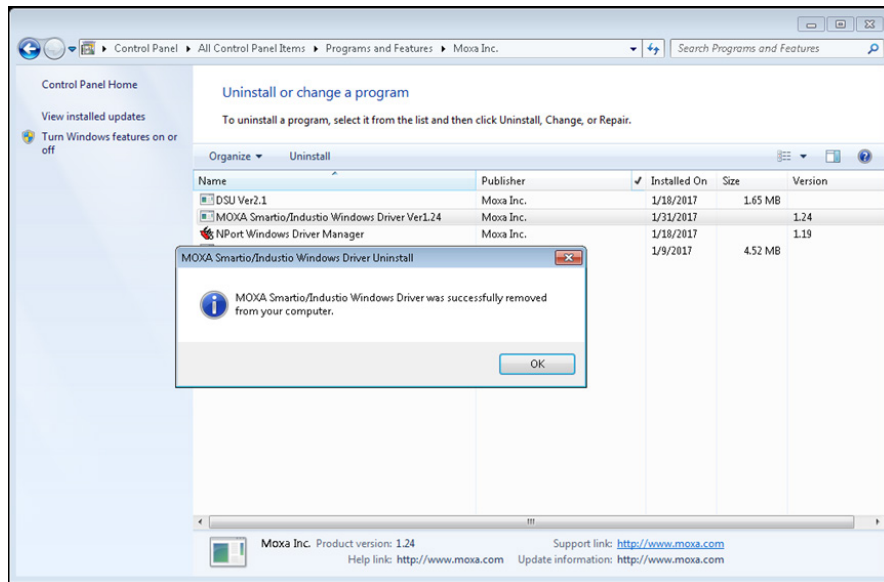 Control Panel ▸ All Control Panel Items ▸ Programs and Features ▸ Moxa Inc.
Search Programs and Features
Control Panel Home
View installed updates
Turn Windows features on or
off
Uninstall or change a program
To uninstall a program, select it from the list and then click Uninstall, Change, or Repair.
Organize Uninstall
Name Publisher Installed On Size Version
DSU Ver2.1 Moxa Inc. 1/18/2017 1.65 MB
MOXA Smartio/Industio Windows Driver Ver1.24 Moxa Inc. 1/31/2017 1.24
NPort Windows Driver Manager Moxa Inc. 1/18/2017 1.19
1/9/2017 4.52 MB
MOXA Smartio/Industio Windows Driver Uninstall
MOXA Smartio/Industio Windows Driver was successfully removed
from your computer.
OK
Moxa Inc. Product version: 1.24 Support link: http://www.moxa.com
Help link: http://www.moxa.com Update information: http://www.moxa.com